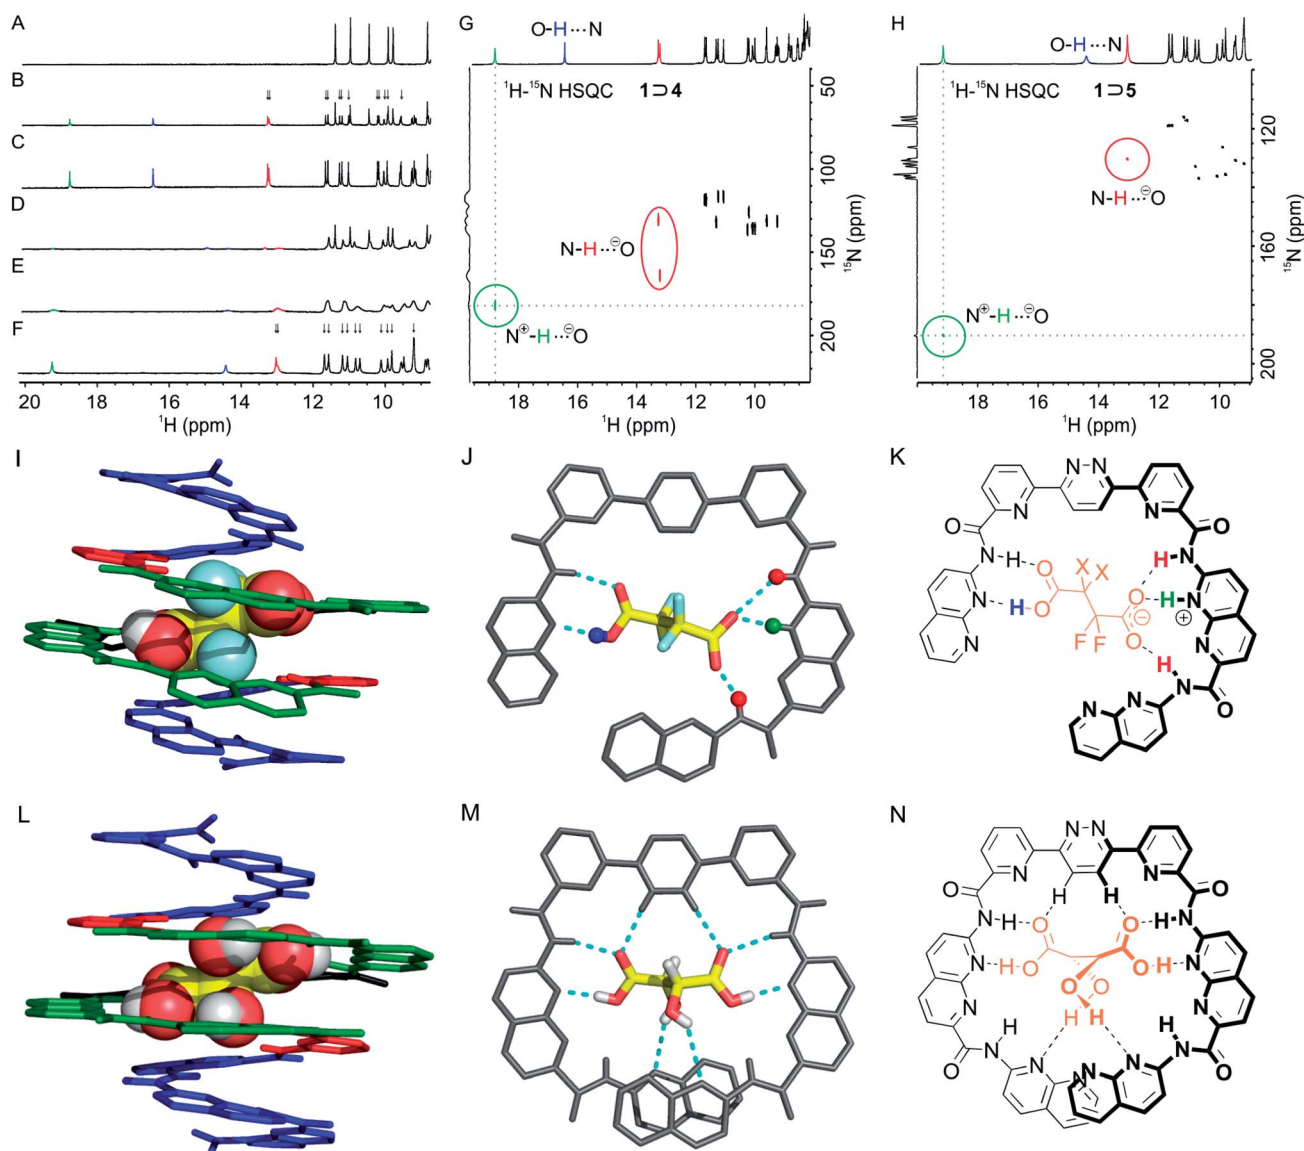 A
B
C
D
E
F
20 18 16 14 12 10
¹H (ppm)
G
O-H···N
¹H-¹⁵N HSQC 1⊃4
N-H···⊖O
N⊕-H···⊖O
50
100
150
200
¹⁵N (ppm)
18 16 14 12 10
¹H (ppm)
H
O-H···N
¹H-¹⁵N HSQC 1⊃5
N-H···⊖O
N⊕-H···⊖O
120
160
200
¹⁵N (ppm)
18 16 14 12 10
¹H (ppm)
I
J
K
N-N
N N
O O
N-H O X X H N
N H O O H N
N F F O ⊖ ⊕
H N
N N N O
L
M
N
N-N
N N
O H H O
N-H O O H-N
N HO O-H N
N O O N
H H H H
O N N N N O
N N